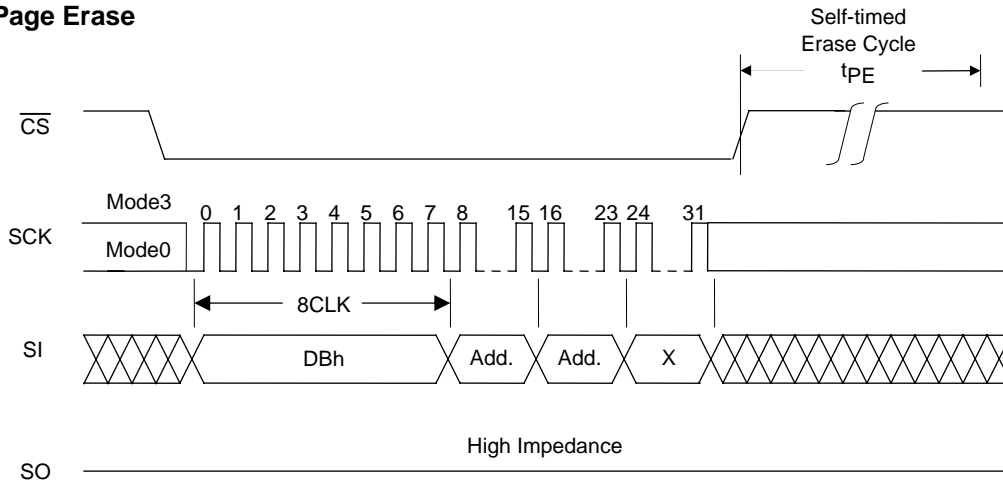 Page Erase
Self-timed
Erase Cycle
tPE
CS
Mode3
0 1 2 3 4 5 6 7 8 15 16 23 24 31
SCK
Mode0
8CLK
SI
DBh Add. Add. X
High Impedance
SO